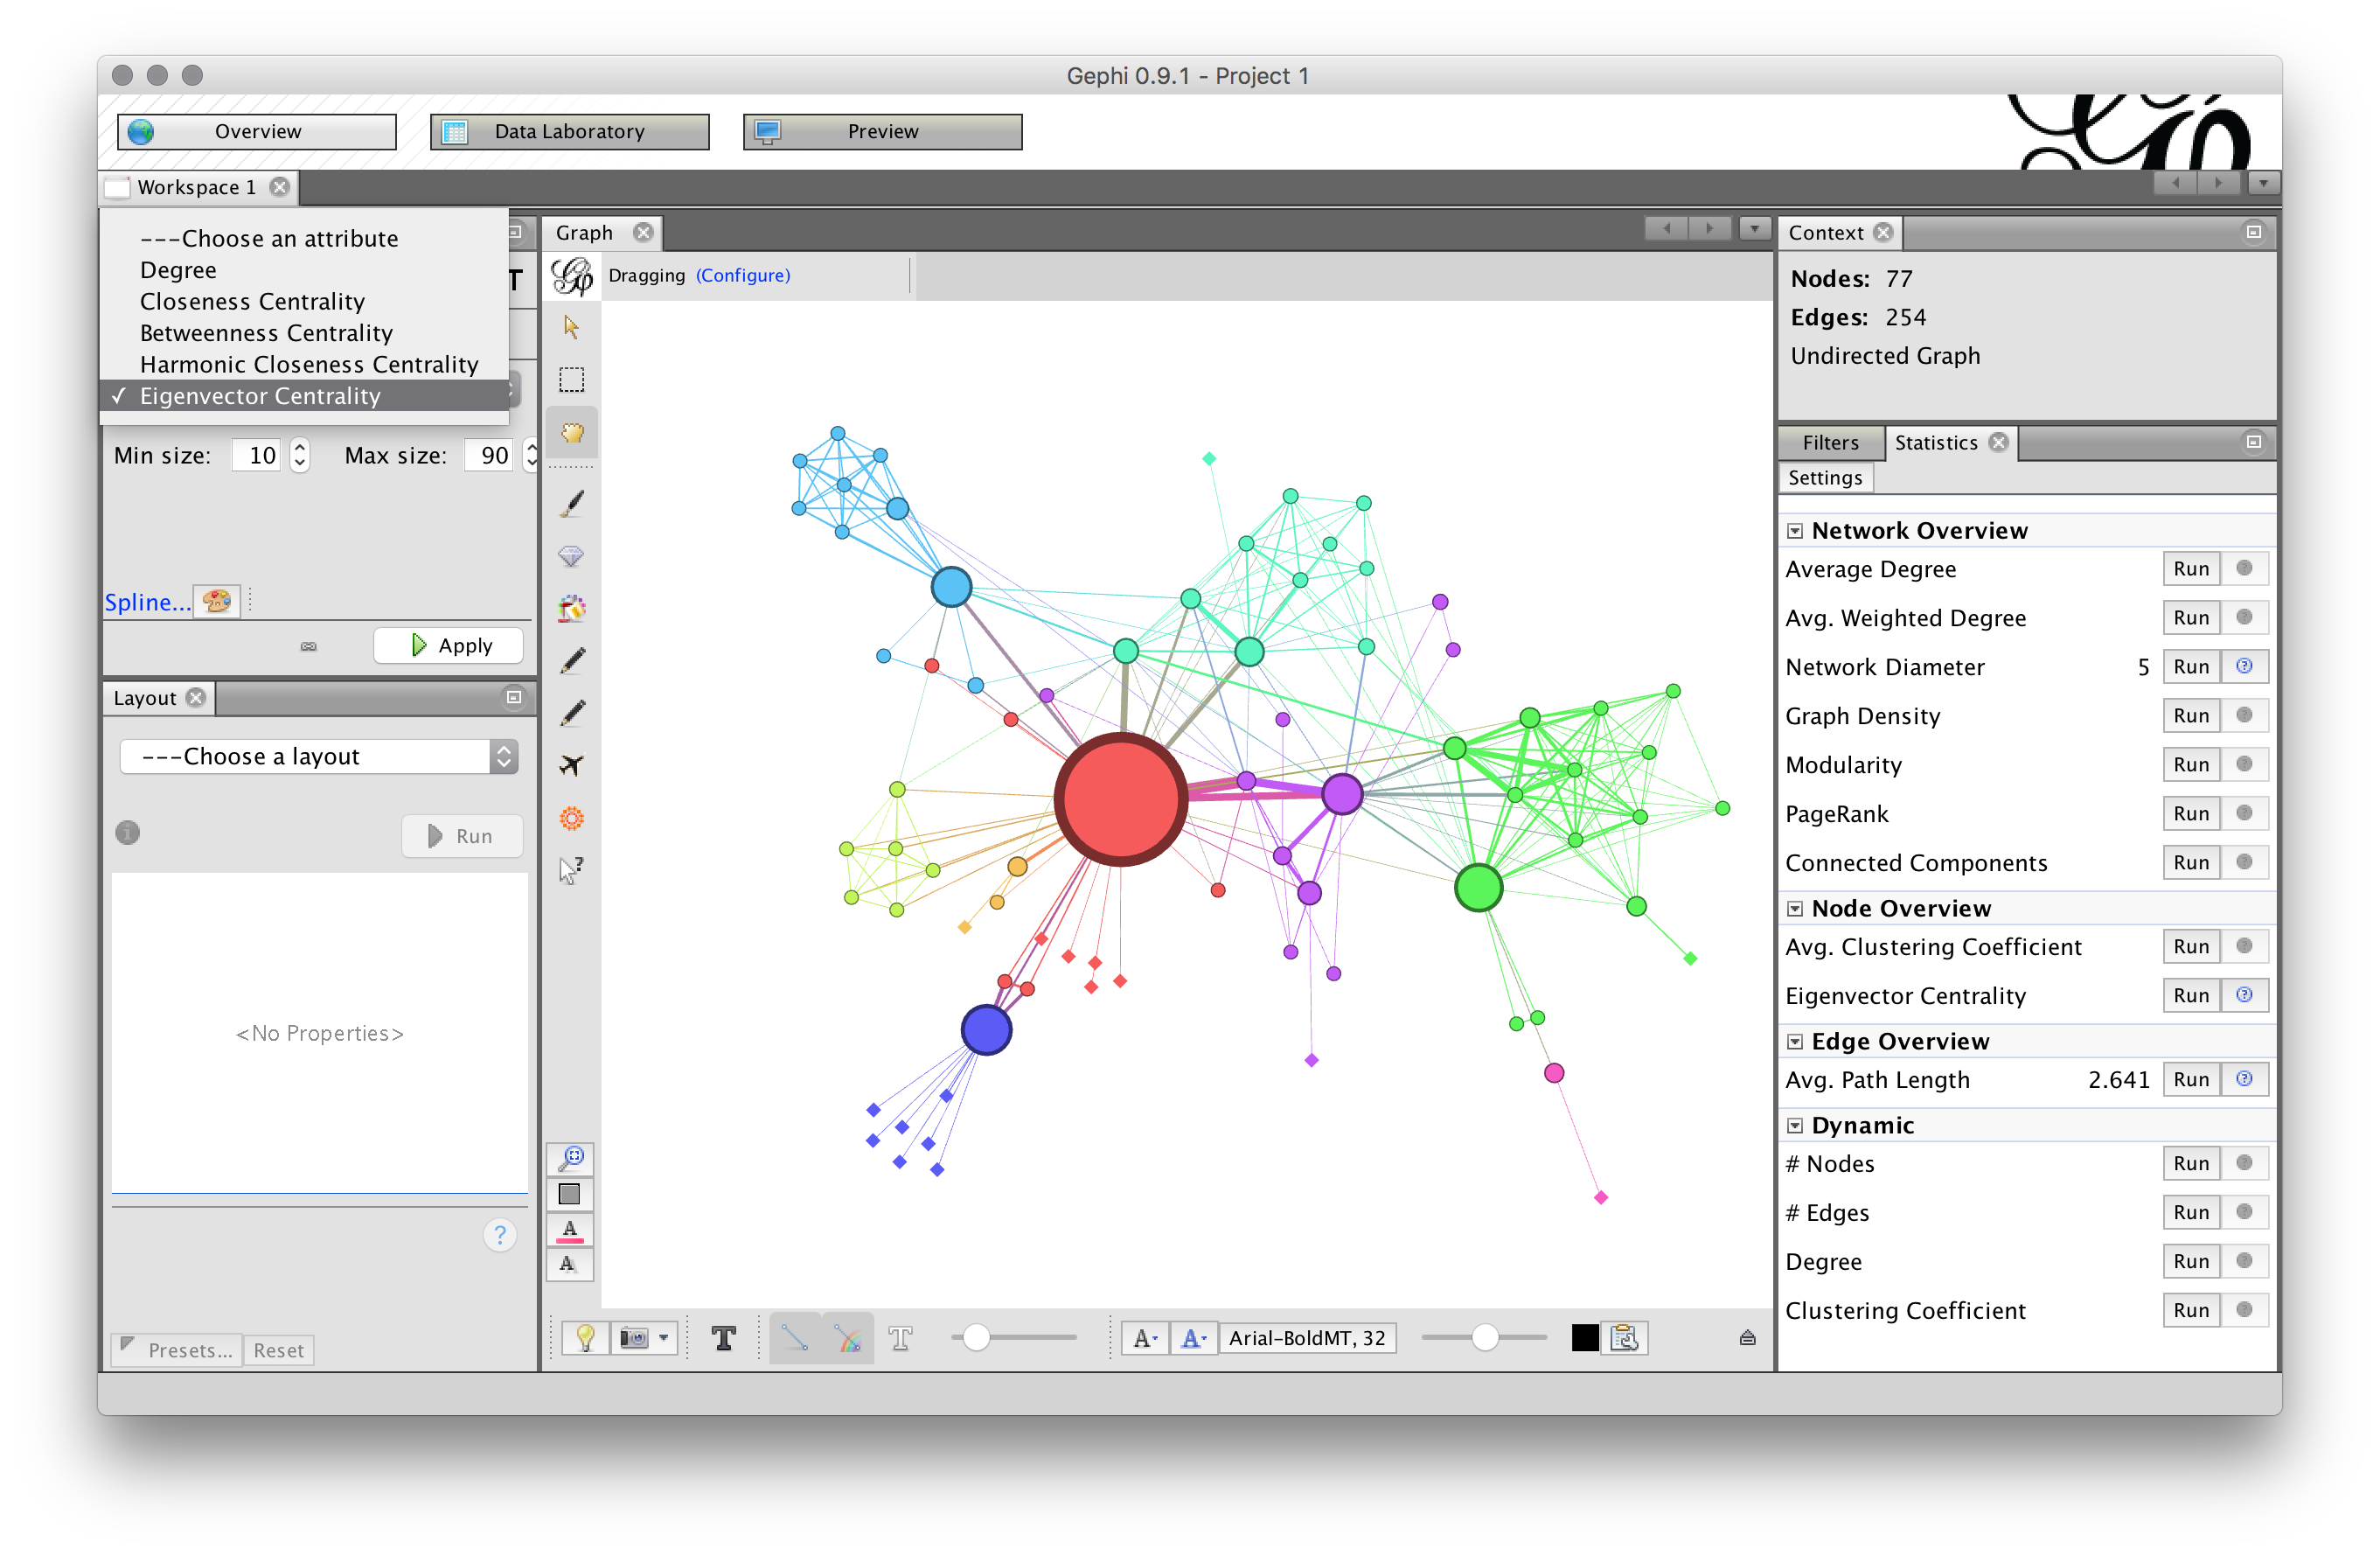 Gephi 0.9.1 - Project 1
Overview
Data Laboratory
Preview
Workspace 1
---Choose an attribute
Degree
Closeness Centrality
Betweenness Centrality
Harmonic Closeness Centrality
✓ Eigenvector Centrality
T
Min size: 10 Max size: 90
Spline...
Apply
Layout
---Choose a layout
Run
<No Properties>
?
Presets... Reset
Graph
Dragging (Configure)
Arial-BoldMT, 32
Context
Nodes: 77
Edges: 254
Undirected Graph
Filters Statistics
Settings
Network Overview
Average Degree Run
Avg. Weighted Degree Run
Network Diameter 5 Run
Graph Density Run
Modularity Run
PageRank Run
Connected Components Run
Node Overview
Avg. Clustering Coefficient Run
Eigenvector Centrality Run
Edge Overview
Avg. Path Length 2.641 Run
Dynamic
# Nodes Run
# Edges Run
Degree Run
Clustering Coefficient Run